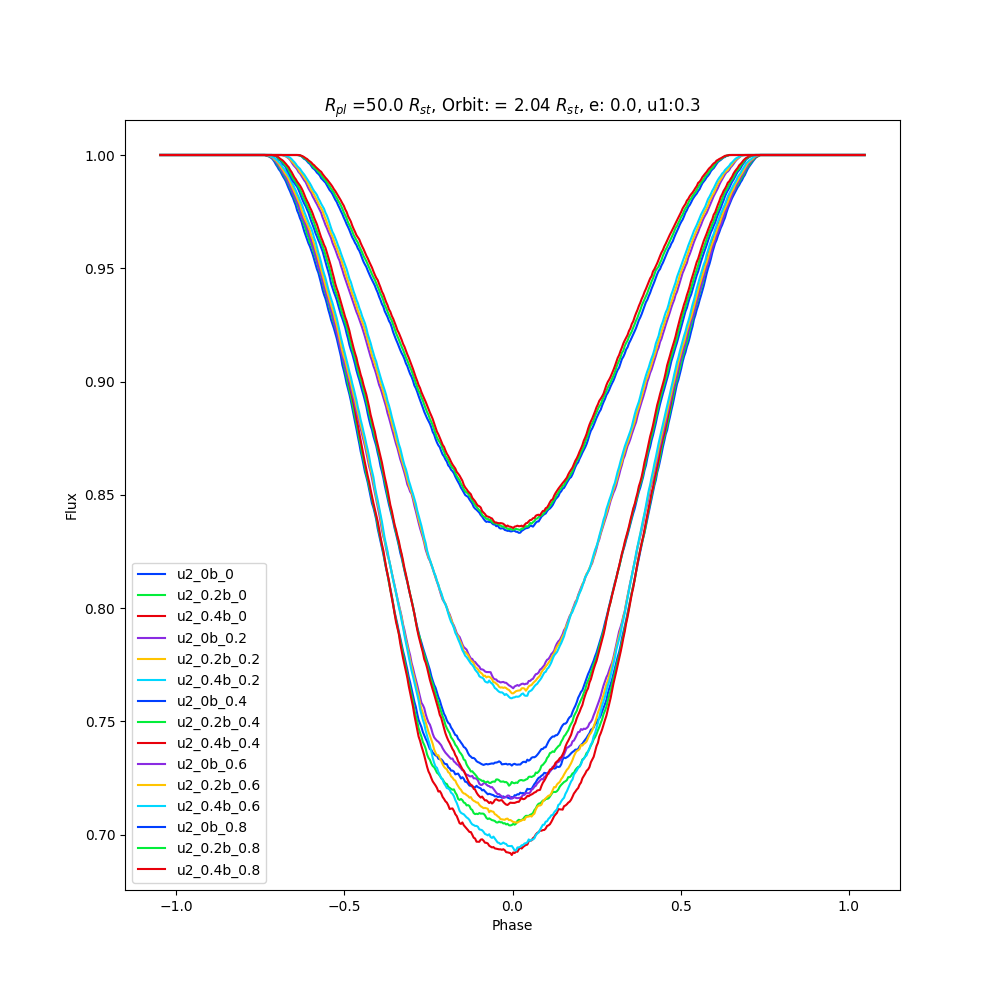 R_pl =50.0 R_st, Orbit: = 2.04 R_st, e: 0.0, u1:0.3
1.00
0.95
0.90
0.85
0.80
0.75
0.70
Flux
u2_0b_0
u2_0.2b_0
u2_0.4b_0
u2_0b_0.2
u2_0.2b_0.2
u2_0.4b_0.2
u2_0b_0.4
u2_0.2b_0.4
u2_0.4b_0.4
u2_0b_0.6
u2_0.2b_0.6
u2_0.4b_0.6
u2_0b_0.8
u2_0.2b_0.8
u2_0.4b_0.8
−1.0 −0.5 0.0 0.5 1.0
Phase